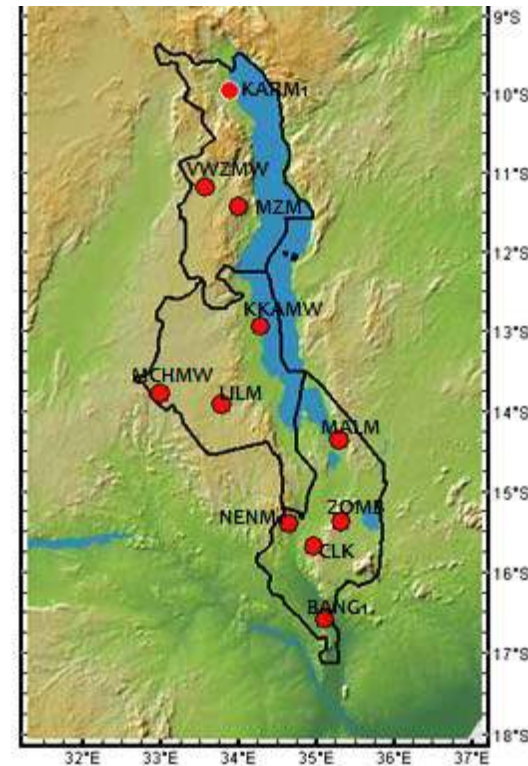 9°S
KARM1
10°S
11°S
VWZMW
MZM
12°S
KKAMW
13°S
MCHMW
LILM
14°S
MALM
15°S
NENM
ZOMB
CLK
16°S
BANG1
17°S
18°S
32°E 33°E 34°E 35°E 36°E 37°E